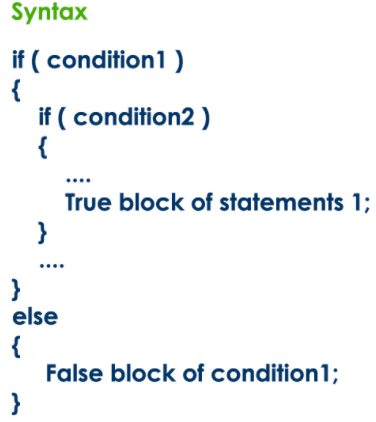 Syntax
if ( condition1 )
{
if ( condition2 )
{
....
True block of statements 1;
}
....
}
else
{
False block of condition1;
}